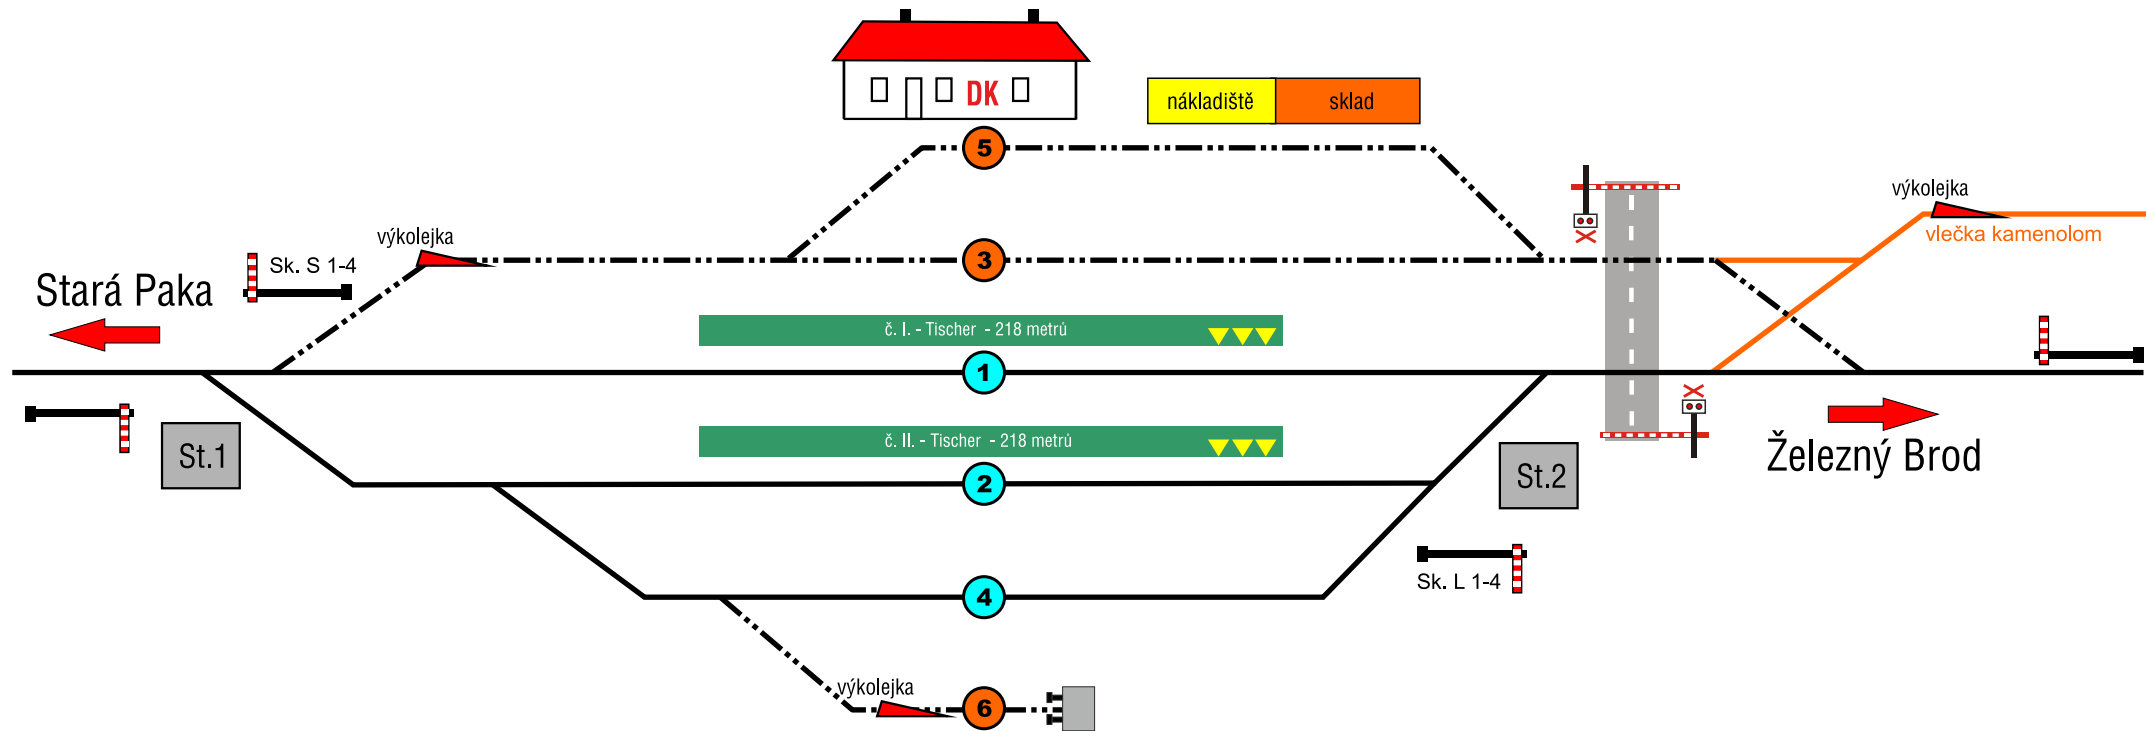 DK
nákladiště
sklad
5
výkolejka
výkolejka
vlečka kamenolom
3
Sk. S 1-4
Stará Paka
č. I. - Tischer - 218 metrů
1
č. II. - Tischer - 218 metrů
St.1
2
St.2
Železný Brod
Sk. L 1-4
4
výkolejka
6